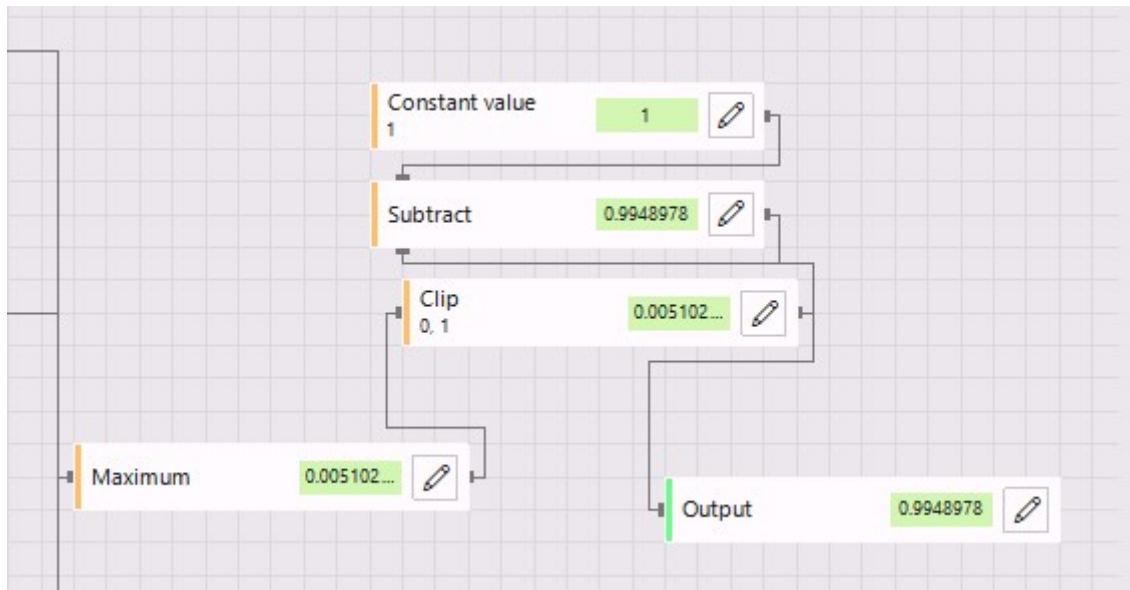 Constant value
1
1
Subtract
0.9948978
Clip
0, 1
0.005102...
Maximum
0.005102...
Output
0.9948978